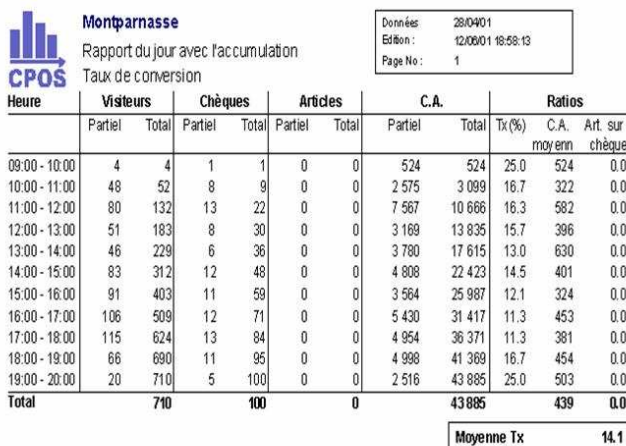 Montparnasse
Rapport du jour avec l'accumulation
Taux de conversion
CPOS
Données 28/04/01
Edition : 12/06/01 18:58:13
Page No : 1
Heure Visiteurs Chèques Articles C.A. Ratios
Partiel Total Partiel Total Partiel Total Partiel Total Tx (%) C.A. moyenn Art. sur chèque
09:00 - 10:00 4 4 1 1 0 0 524 524 25.0 524 0.0
10:00 - 11:00 48 52 8 9 0 0 2 575 3 099 16.7 322 0.0
11:00 - 12:00 80 132 13 22 0 0 7 567 10 666 16.3 582 0.0
12:00 - 13:00 51 183 8 30 0 0 3 169 13 835 15.7 396 0.0
13:00 - 14:00 46 229 6 36 0 0 3 780 17 615 13.0 630 0.0
14:00 - 15:00 83 312 12 48 0 0 4 808 22 423 14.5 401 0.0
15:00 - 16:00 91 403 11 59 0 0 3 564 25 987 12.1 324 0.0
16:00 - 17:00 106 509 12 71 0 0 5 430 31 417 11.3 453 0.0
17:00 - 18:00 115 624 13 84 0 0 4 954 36 371 11.3 381 0.0
18:00 - 19:00 66 690 11 95 0 0 4 998 41 369 16.7 454 0.0
19:00 - 20:00 20 710 5 100 0 0 2 516 43 885 25.0 503 0.0
Total 710 100 0 43 885 439 0.0
Moyenne Tx 14.1